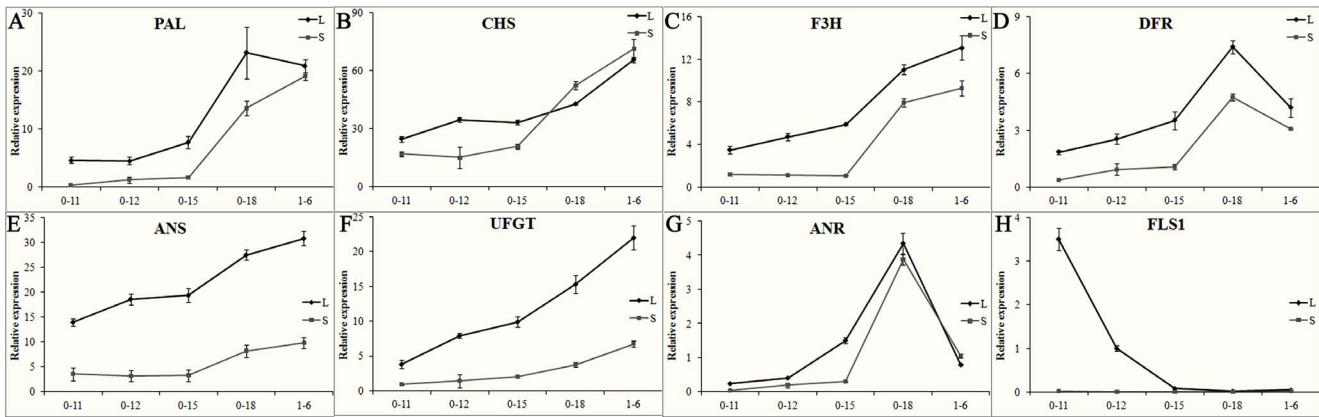 A
PAL
L
S
Relative expression
30
20
10
0
0-11 0-12 0-15 0-18 1-6
B
CHS
L
S
Relative expression
90
60
30
0
0-11 0-12 0-15 0-18 1-6
C
F3H
L
S
Relative expression
16
12
8
4
0
0-11 0-12 0-15 0-18 1-6
D
DFR
L
S
Relative expression
9
6
3
0
0-11 0-12 0-15 0-18 1-6
E
ANS
L
S
Relative expression
35
30
25
20
15
10
5
0
0-11 0-12 0-15 0-18 1-6
F
UFGT
L
S
Relative expression
25
20
15
10
5
0
0-11 0-12 0-15 0-18 1-6
G
ANR
L
S
Relative expression
5
4
3
2
1
0
0-11 0-12 0-15 0-18 1-6
H
FLS1
L
S
Relative expression
4
3
2
1
0
0-11 0-12 0-15 0-18 1-6